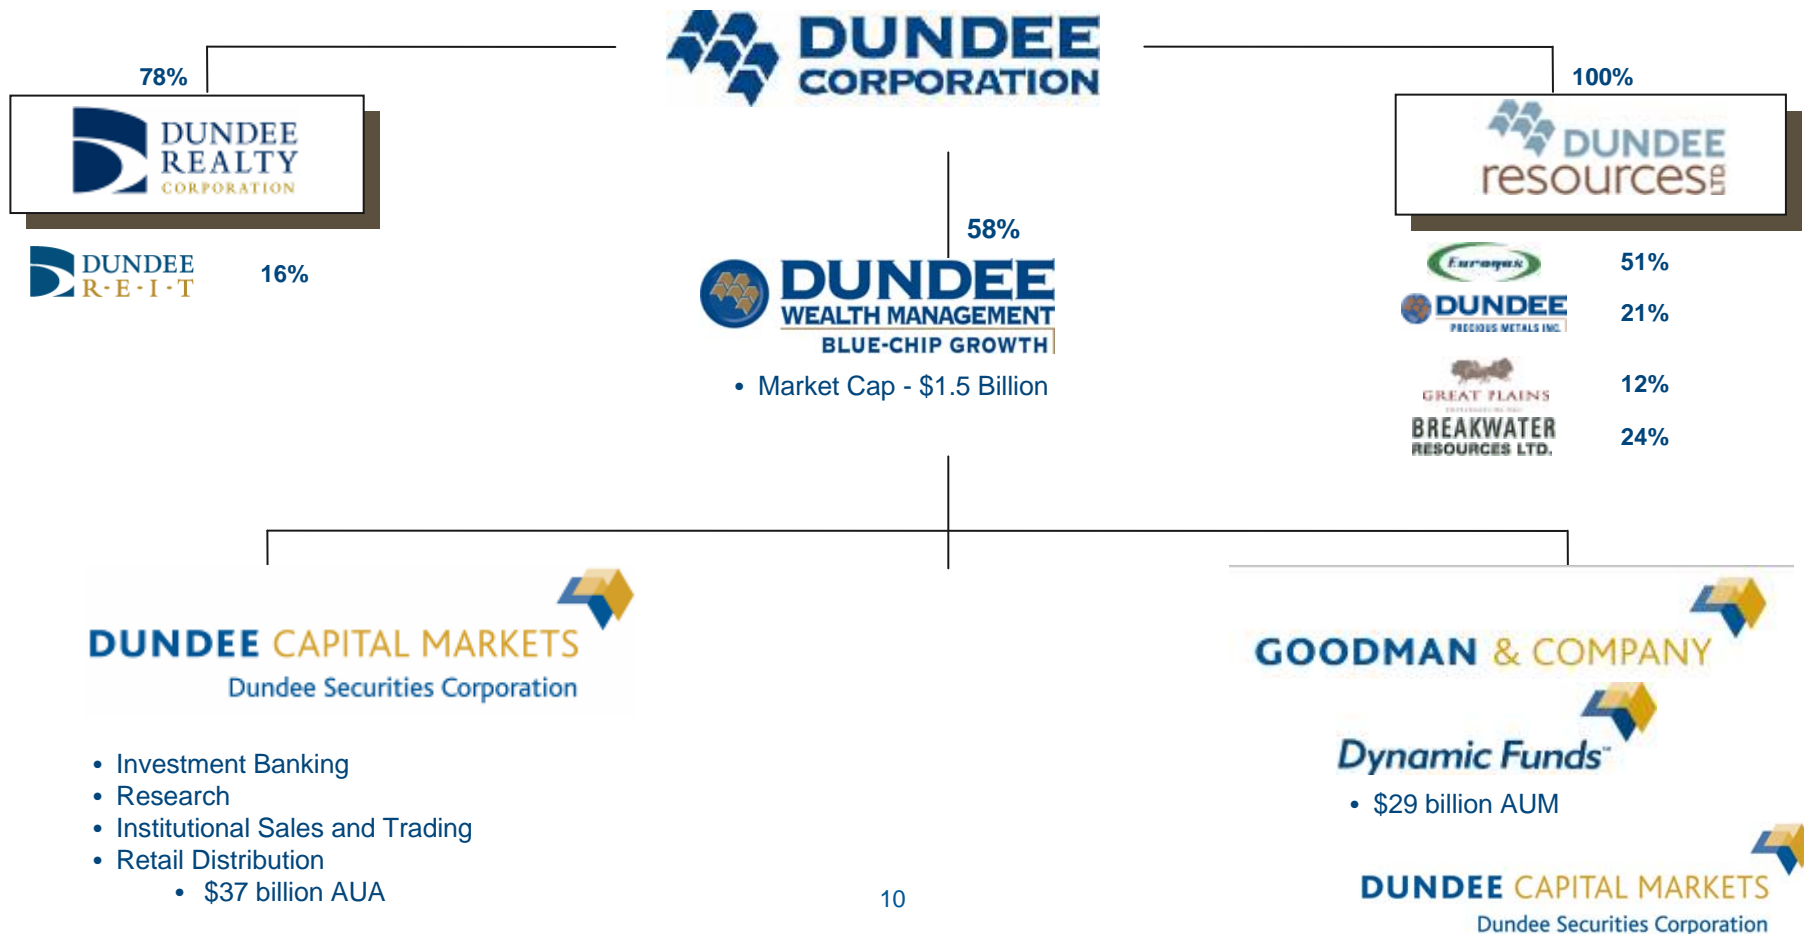 DUNDEE
CORPORATION
78%
100%
DUNDEE
REALTY
CORPORATION
DUNDEE
resources LTD.
DUNDEE
R·E·I·T
16%
58%
DUNDEE
WEALTH MANAGEMENT
BLUE-CHIP GROWTH
• Market Cap - $1.5 Billion
Eurogas
51%
DUNDEE
PRECIOUS METALS INC.
21%
GREAT PLAINS
12%
BREAKWATER
RESOURCES LTD.
24%
DUNDEE CAPITAL MARKETS
Dundee Securities Corporation
• Investment Banking
• Research
• Institutional Sales and Trading
• Retail Distribution
• $37 billion AUA
GOODMAN & COMPANY
Dynamic Funds™
• $29 billion AUM
DUNDEE CAPITAL MARKETS
Dundee Securities Corporation
10